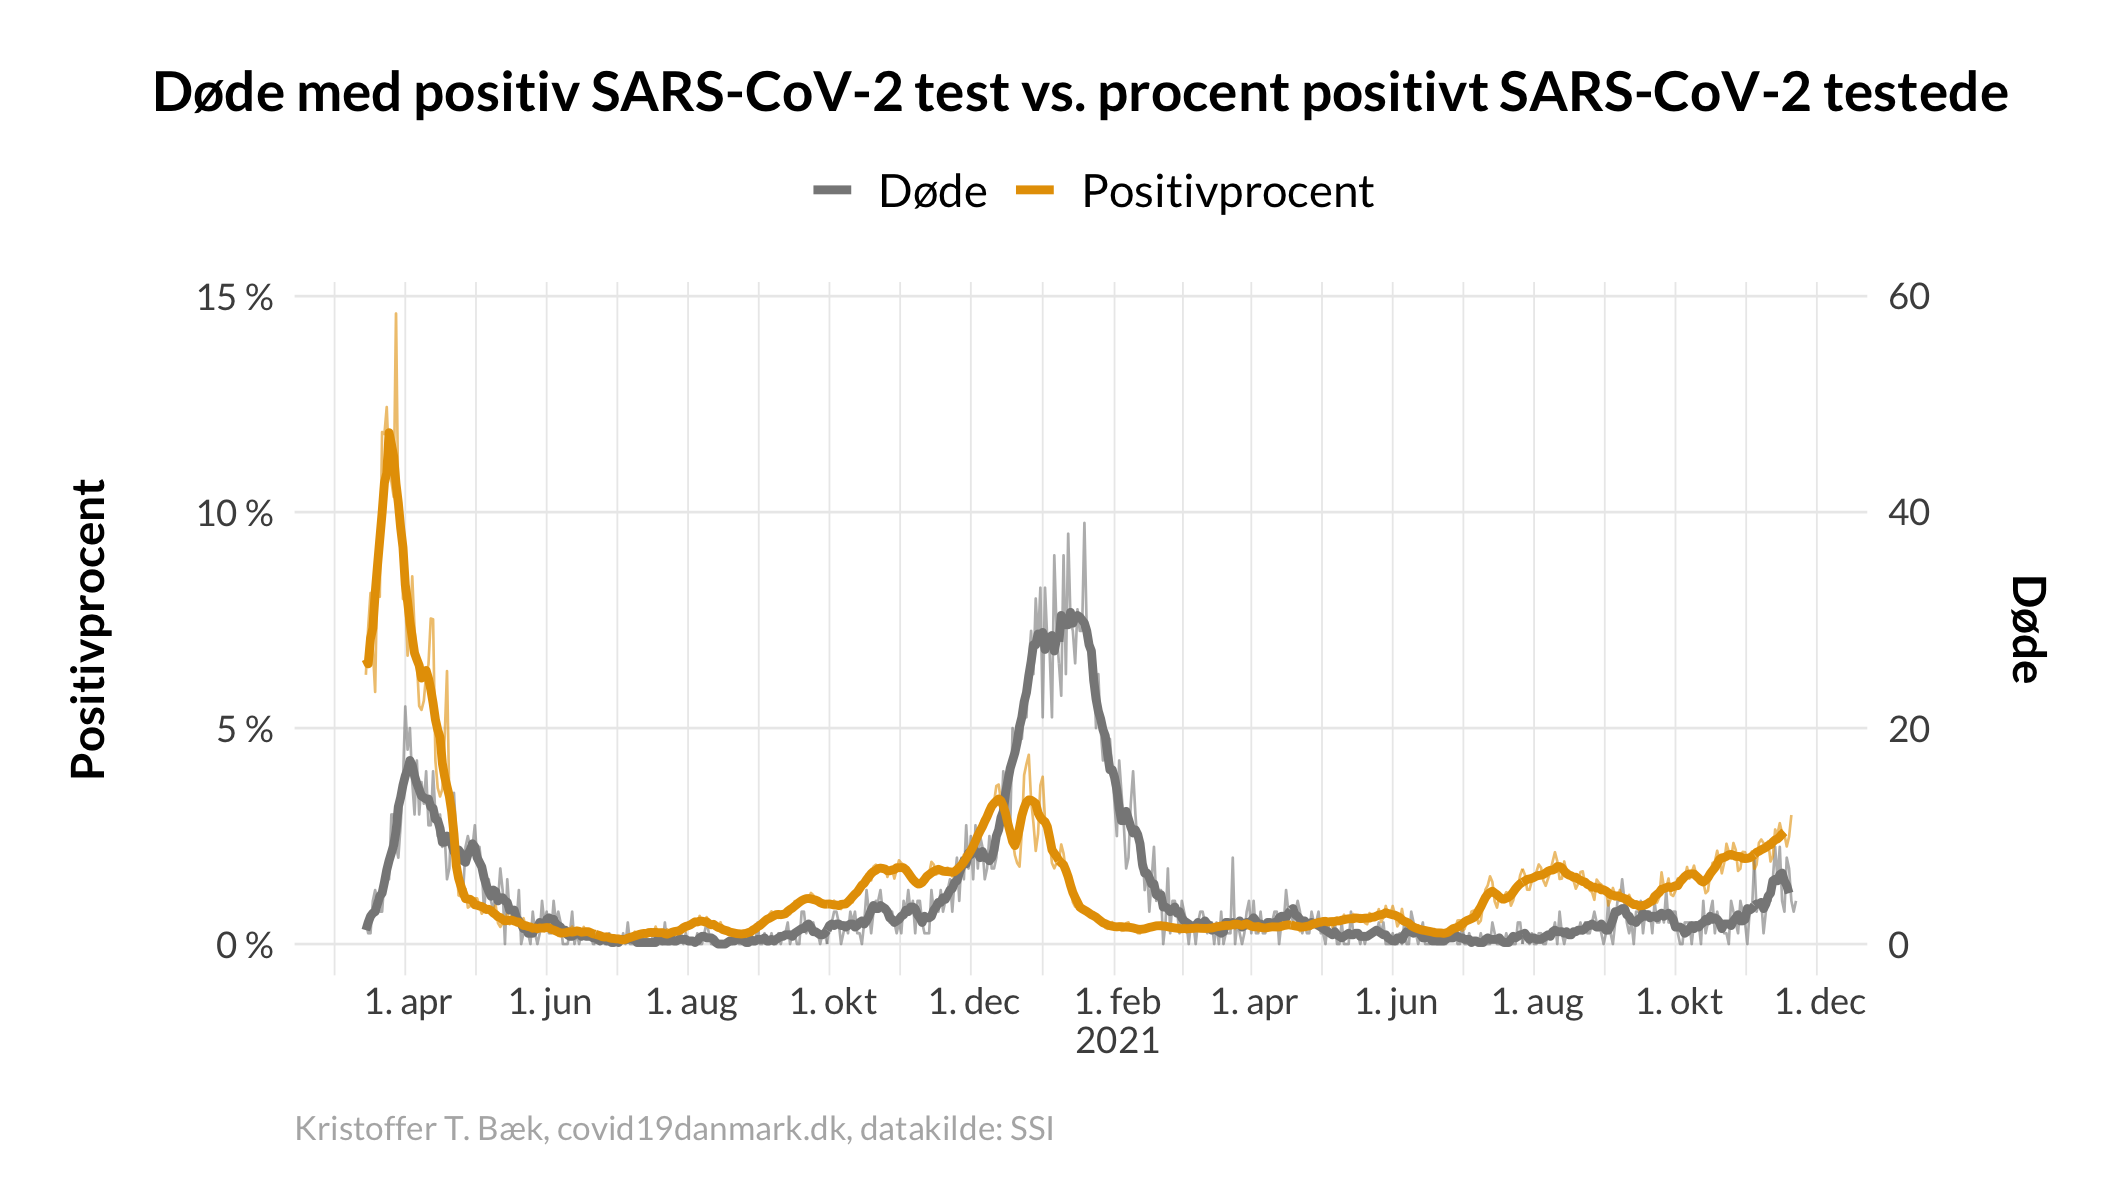 Døde med positiv SARS-CoV-2 test vs. procent positivt SARS-CoV-2 testede
Døde Positivprocent
15 % 60
10 % 40
5 % 20
0 % 0
Positivprocent
Døde
1. apr 1. jun 1. aug 1. okt 1. dec 1. feb 1. apr 1. jun 1. aug 1. okt 1. dec
2021
Kristoffer T. Bæk, covid19danmark.dk, datakilde: SSI